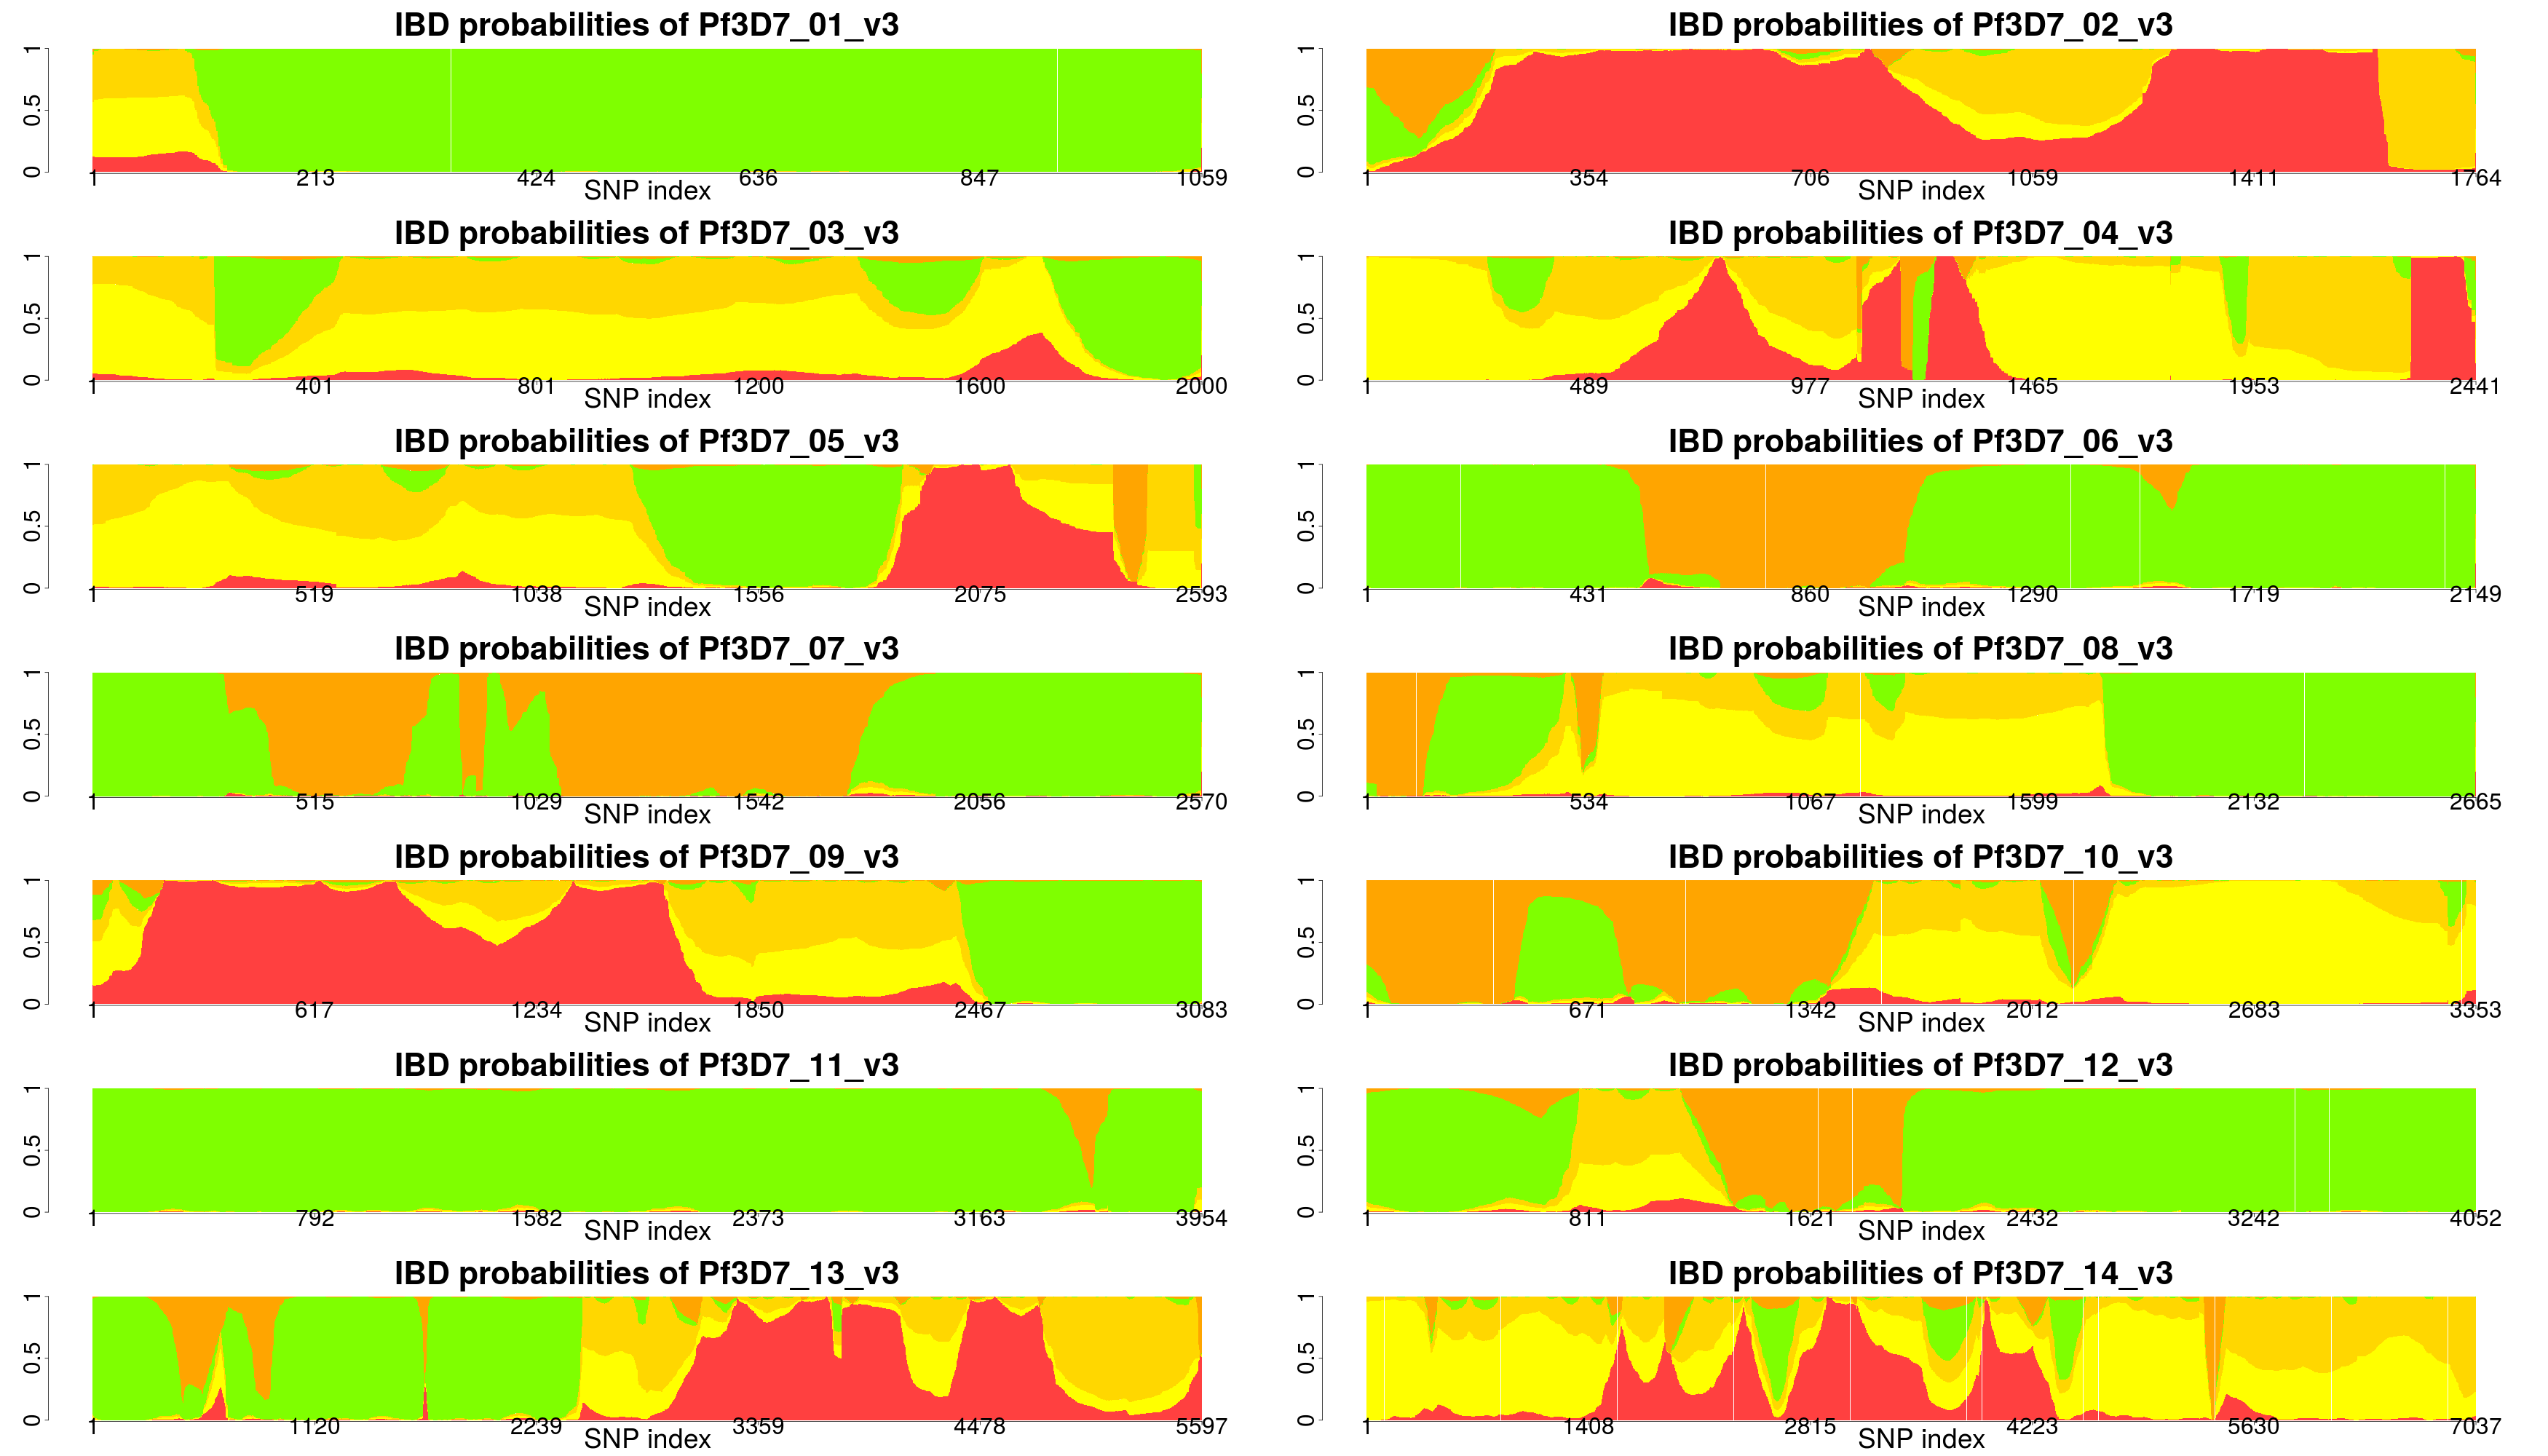 IBD probabilities of Pf3D7_01_v3
1
0.5
0
1 213 424 636 847 1059
SNP index
IBD probabilities of Pf3D7_02_v3
1
0.5
0
1 354 706 1059 1411 1764
SNP index
IBD probabilities of Pf3D7_03_v3
1
0.5
0
1 401 801 1200 1600 2000
SNP index
IBD probabilities of Pf3D7_04_v3
1
0.5
0
1 489 977 1465 1953 2441
SNP index
IBD probabilities of Pf3D7_05_v3
1
0.5
0
1 519 1038 1556 2075 2593
SNP index
IBD probabilities of Pf3D7_06_v3
1
0.5
0
1 431 860 1290 1719 2149
SNP index
IBD probabilities of Pf3D7_07_v3
1
0.5
0
1 515 1029 1542 2056 2570
SNP index
IBD probabilities of Pf3D7_08_v3
1
0.5
0
1 534 1067 1599 2132 2665
SNP index
IBD probabilities of Pf3D7_09_v3
1
0.5
0
1 617 1234 1850 2467 3083
SNP index
IBD probabilities of Pf3D7_10_v3
1
0.5
0
1 671 1342 2012 2683 3353
SNP index
IBD probabilities of Pf3D7_11_v3
1
0.5
0
1 792 1582 2373 3163 3954
SNP index
IBD probabilities of Pf3D7_12_v3
1
0.5
0
1 811 1621 2432 3242 4052
SNP index
IBD probabilities of Pf3D7_13_v3
1
0.5
0
1 1120 2239 3359 4478 5597
SNP index
IBD probabilities of Pf3D7_14_v3
1
0.5
0
1 1408 2815 4223 5630 7037
SNP index